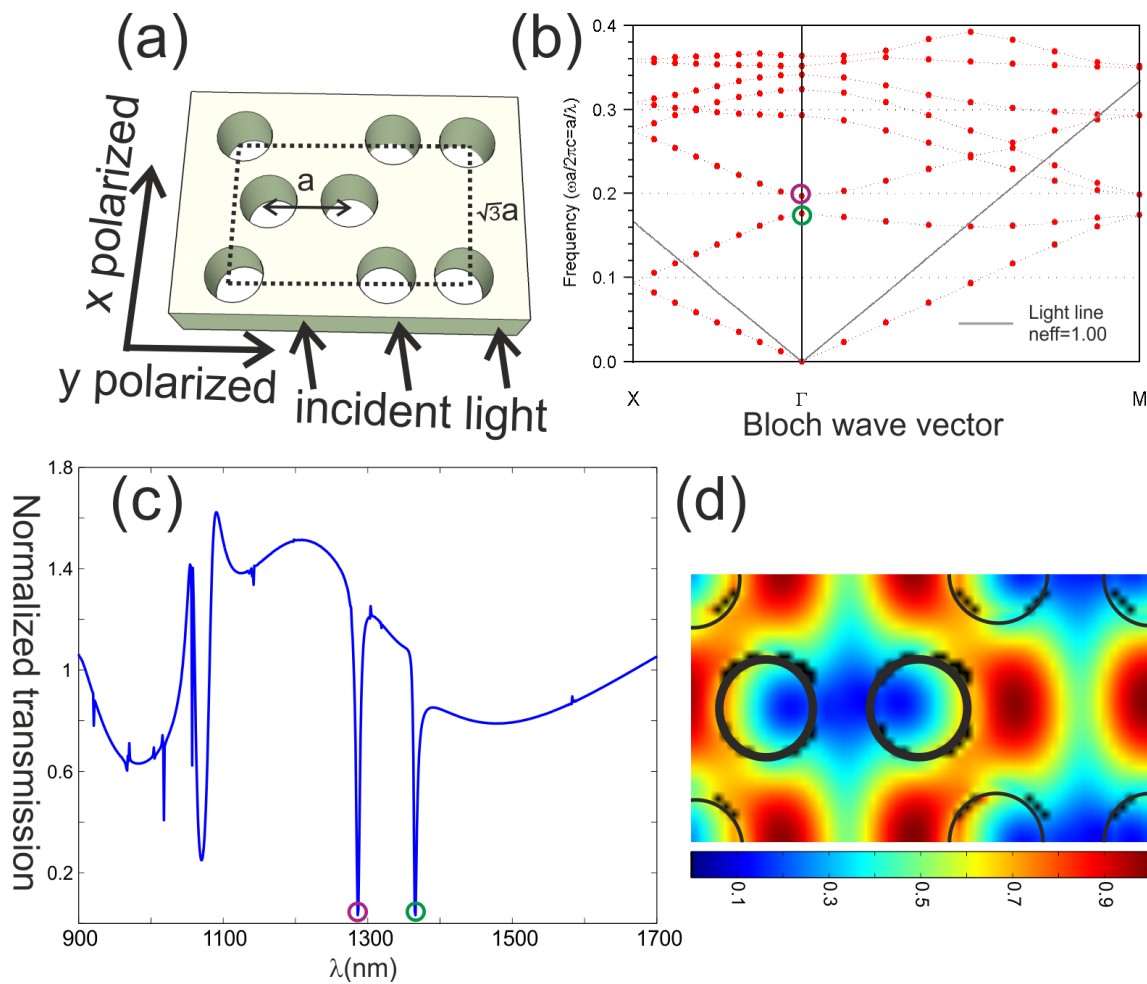 (a)
x polarized
a
√3a
y polarized
incident light
(b)
Frequency (ωa/2πc=a/λ)
0.4
0.3
0.2
0.1
0.0
Light line
neff=1.00
X
Γ
M
Bloch wave vector
(c)
Normalized transmission
1.8
1.4
1
0.6
0.2
900
1100
1300
1500
1700
λ(nm)
(d)
0.1
0.3
0.5
0.7
0.9